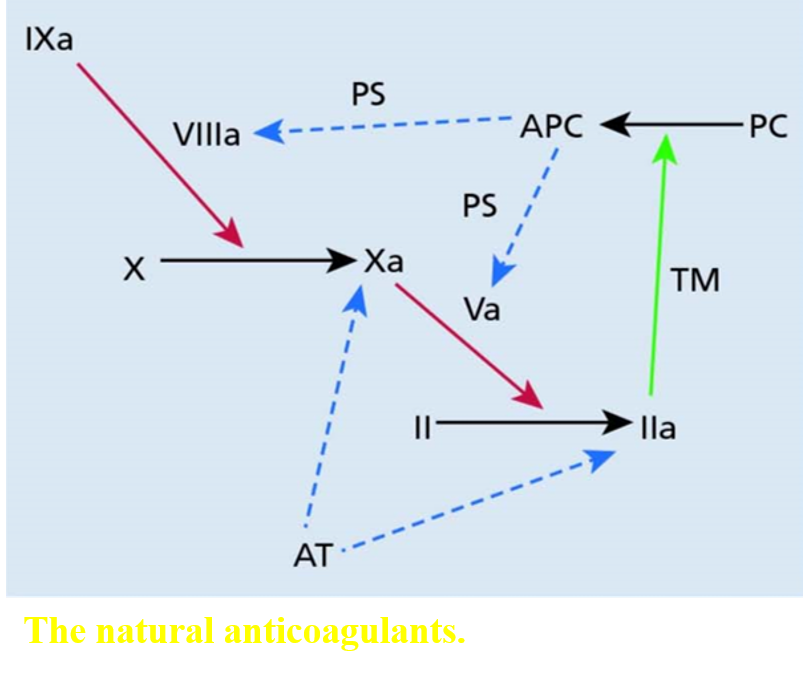 IXa
PS
VIIIa
APC
PC
PS
X
Xa
TM
Va
II
IIa
AT
The natural anticoagulants.